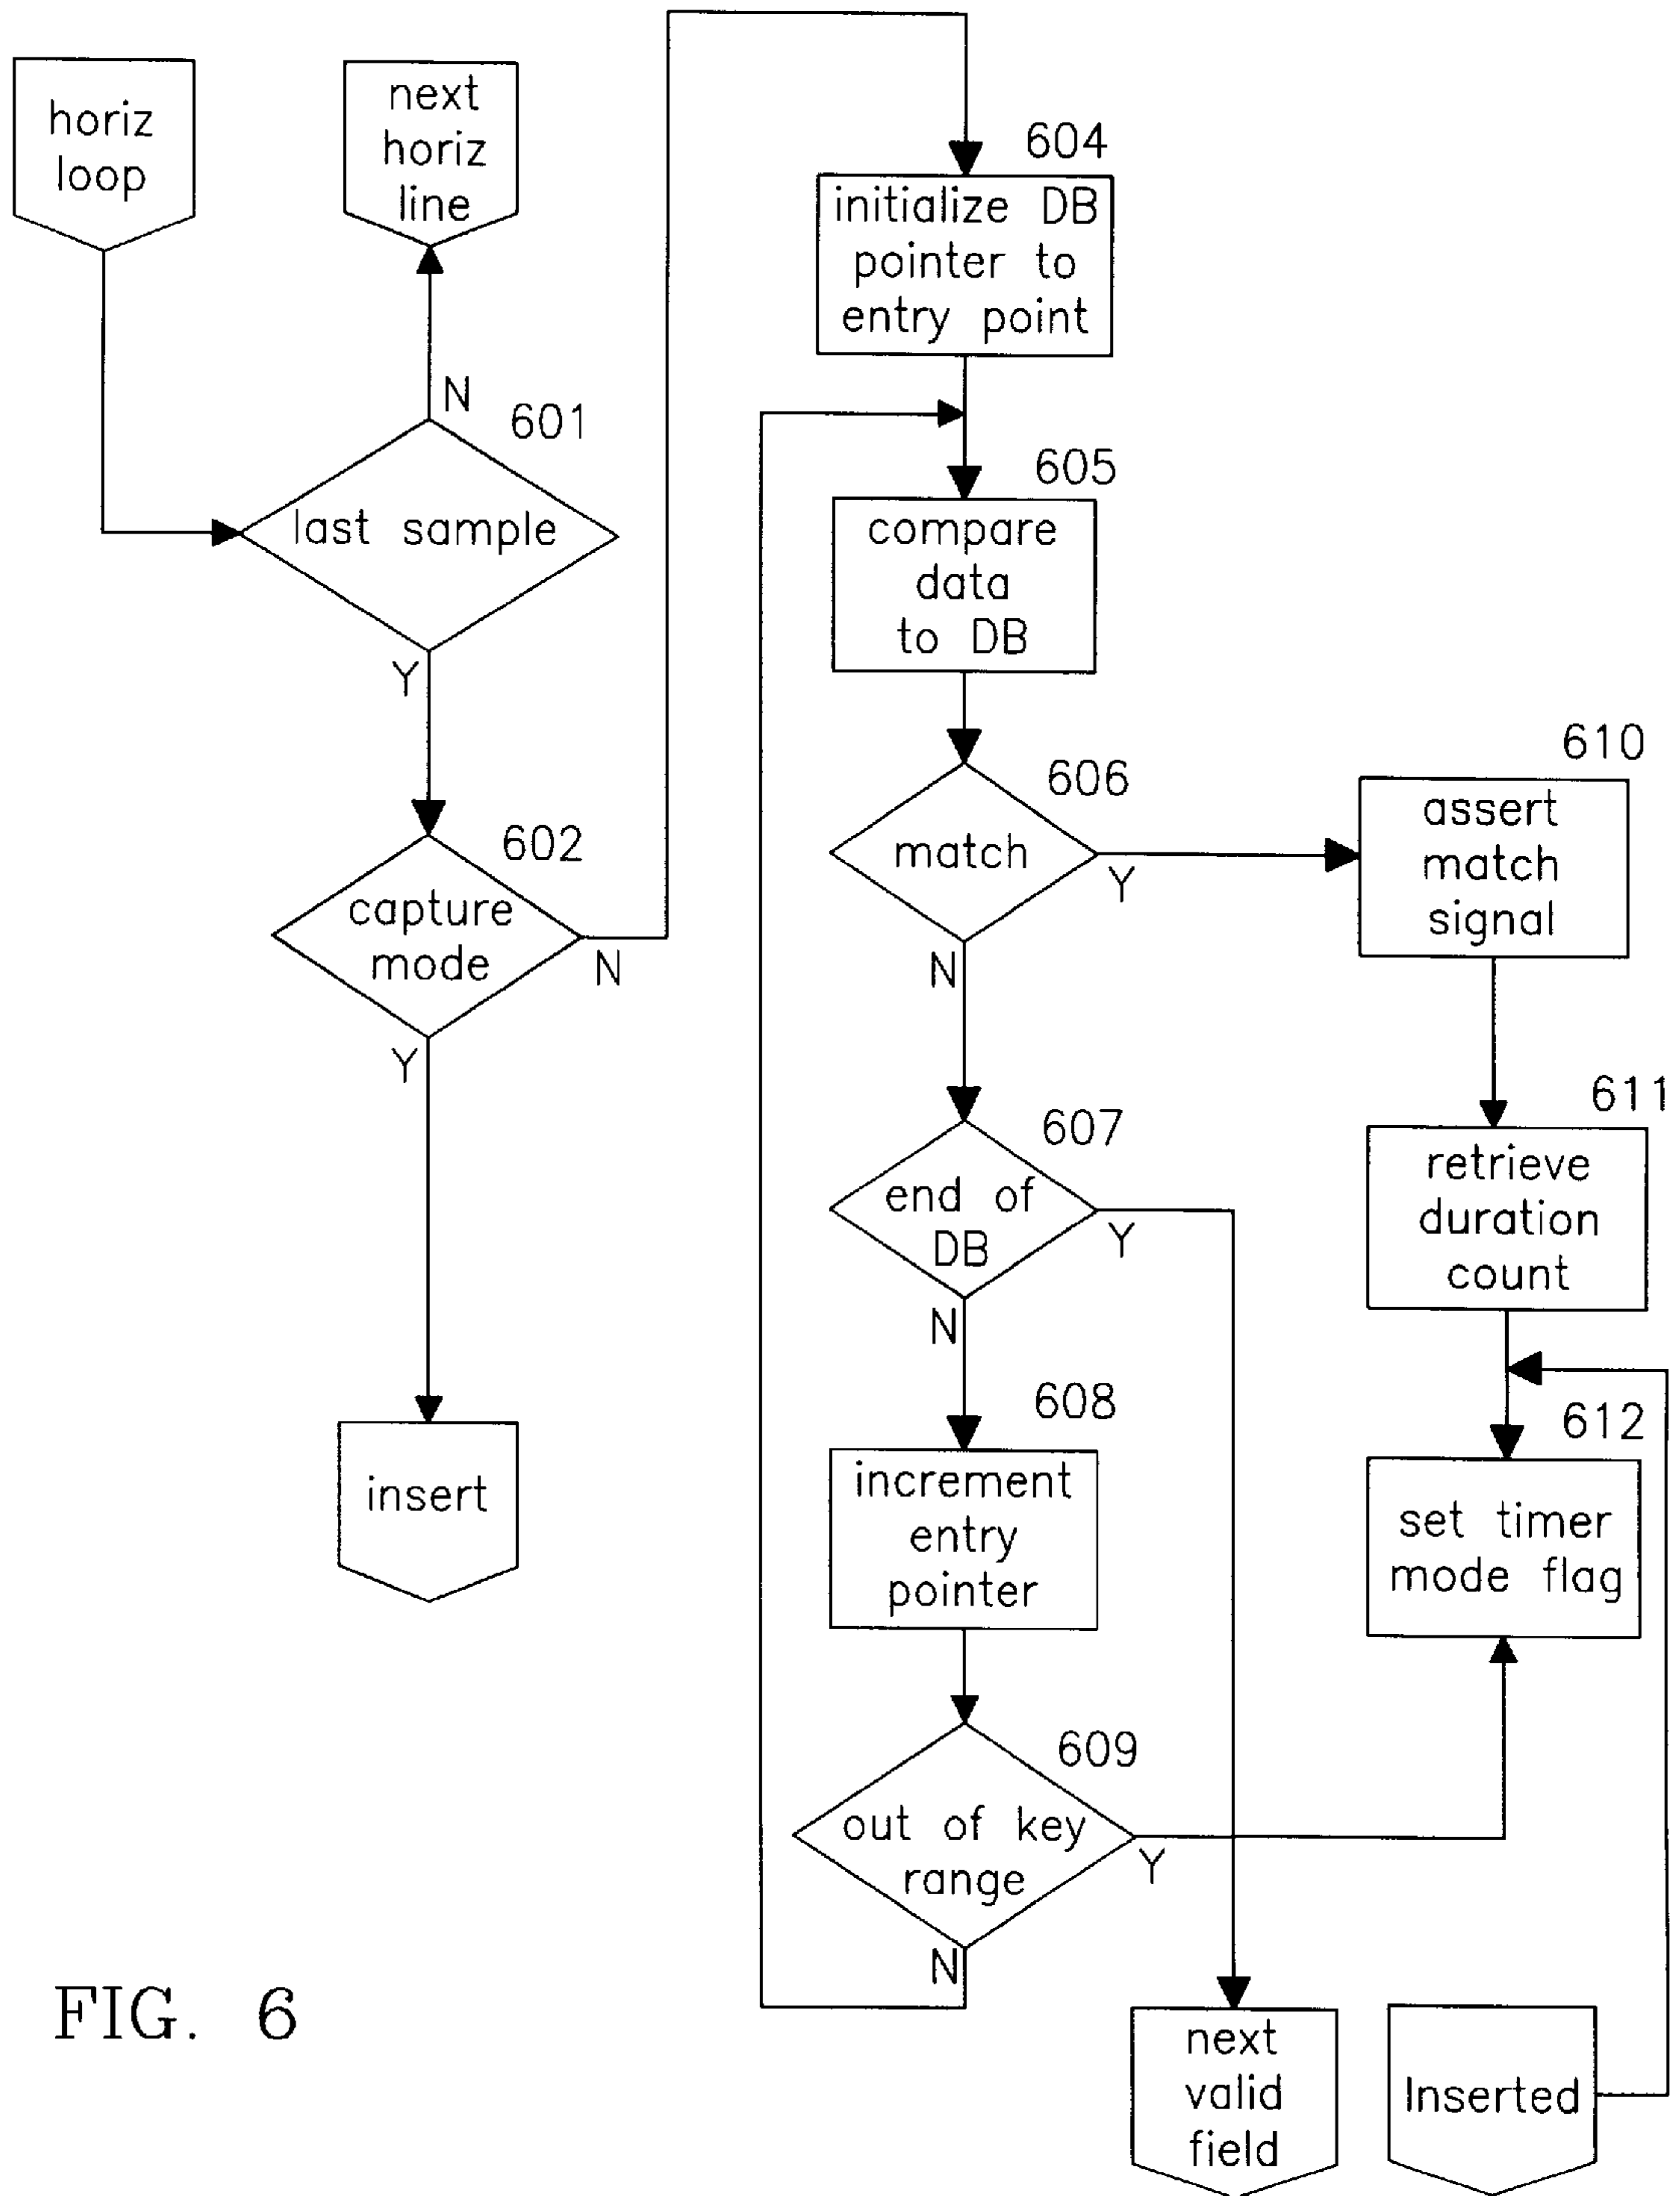 horiz
loop
next
horiz
line
N
601
last sample
Y
602
capture
mode
N
Y
insert
604
initialize DB
pointer to
entry point
605
compare
data
to DB
606
match
Y
N
607
end of
DB
Y
N
608
increment
entry
pointer
609
out of key
range
Y
N
610
assert
match
signal
611
retrieve
duration
count
612
set timer
mode flag
next
valid
field
Inserted
FIG. 6